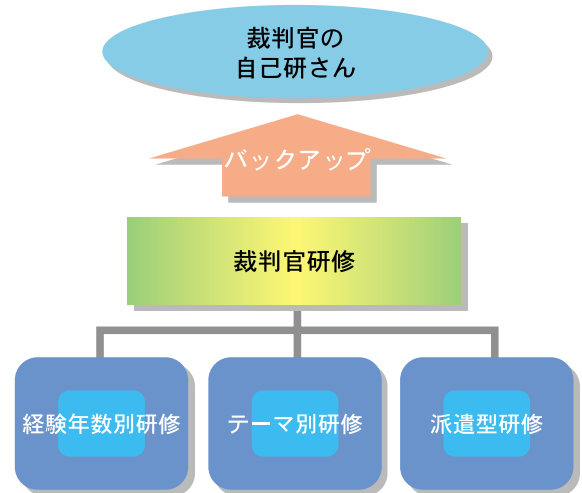 裁判官の
自己研さん
バックアップ
裁判官研修
経験年数別研修
テーマ別研修
派遣型研修